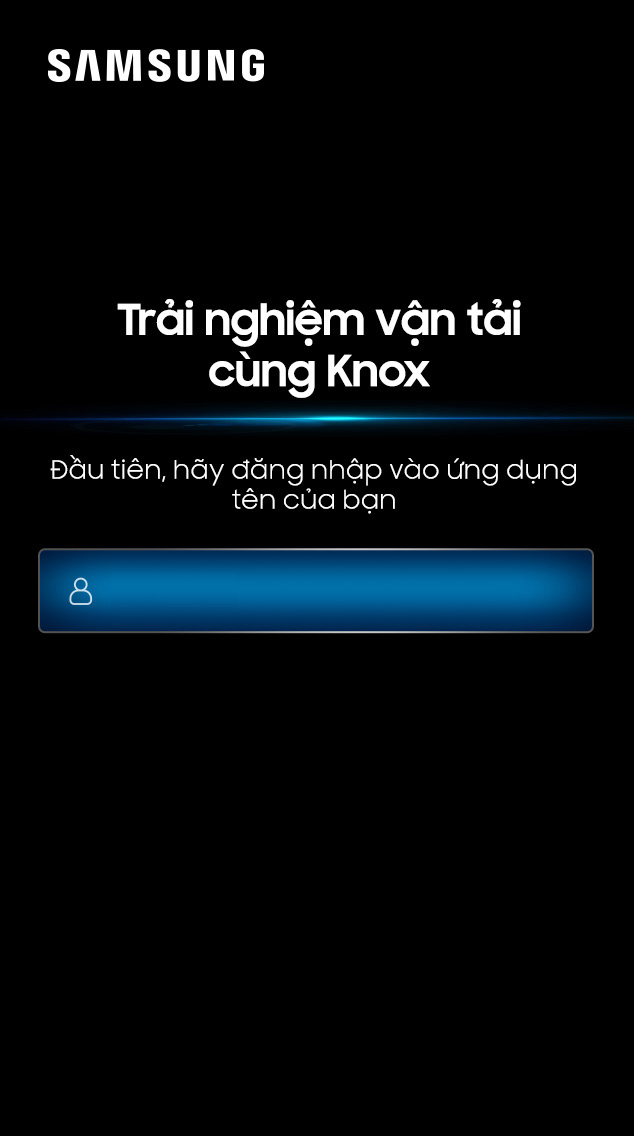 SAMSUNG
Trải nghiệm vận tải
cùng Knox
Đầu tiên, hãy đăng nhập vào ứng dụng
tên của bạn